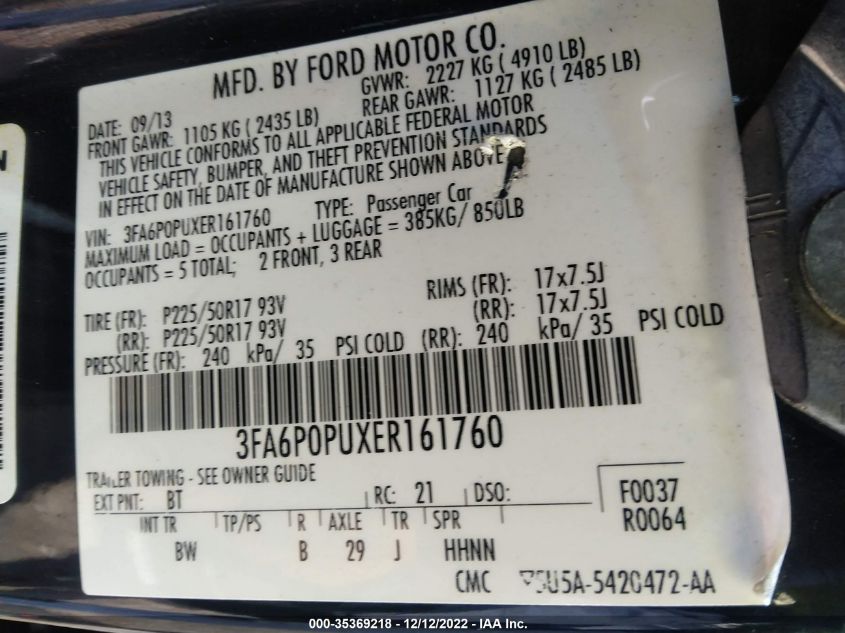 MFD. BY FORD MOTOR CO.
DATE: 09/13 GVWR: 2227 KG ( 4910 LB)
FRONT GAWR: 1105 KG ( 2435 LB) REAR GAWR: 1127 KG ( 2485 LB)
THIS VEHICLE CONFORMS TO ALL APPLICABLE FEDERAL MOTOR
VEHICLE SAFETY, BUMPER, AND THEFT PREVENTION STANDARDS
IN EFFECT ON THE DATE OF MANUFACTURE SHOWN ABOVE
VIN: 3FA6P0PUXER161760 TYPE: Passenger Car
MAXIMUM LOAD = OCCUPANTS + LUGGAGE = 385KG/ 850LB
OCCUPANTS = 5 TOTAL; 2 FRONT, 3 REAR
TIRE (FR): P225/50R17 93V RIMS (FR): 17x7.5J
(RR): P225/50R17 93V (RR): 17x7.5J
PRESSURE (FR): 240 kPa/ 35 PSI COLD (RR): 240 kPa/ 35 PSI COLD
3FA6P0PUXER161760
TRAILER TOWING - SEE OWNER GUIDE
EXT PNT: BT RC: 21 DSO: F0037
INT TR TP/PS R AXLE TR SPR R0064
BW B 29 J HHNN
CMC 5U5A-5420472-AA
N
000-35369218 - 12/12/2022 - IAA Inc.